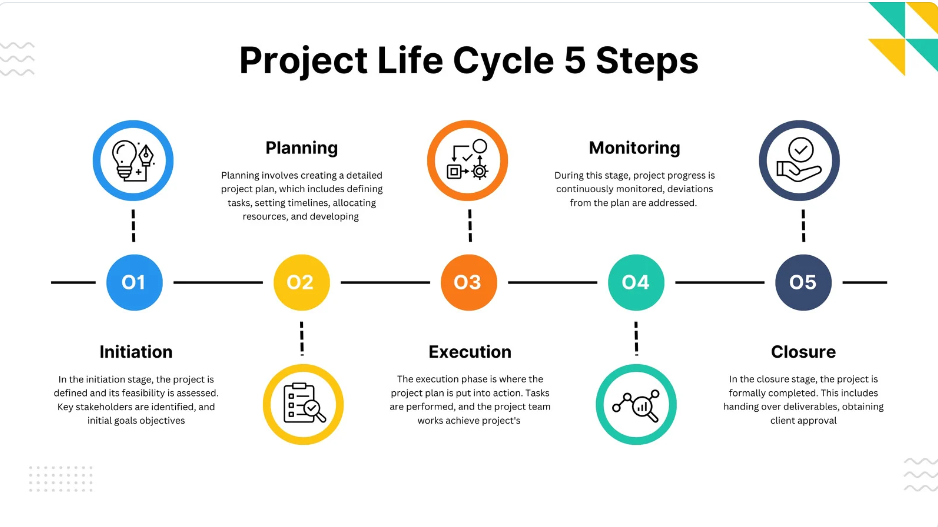 Project Life Cycle 5 Steps
Planning
Planning involves creating a detailed
project plan, which includes defining
tasks, setting timelines, allocating
resources, and developing
Monitoring
During this stage, project progress is
continuously monitored, deviations
from the plan are addressed.
01
02
03
04
05
Initiation
In the initiation stage, the project is
defined and its feasibility is assessed.
Key stakeholders are identified, and
initial goals objectives
Execution
The execution phase is where the
project plan is put into action. Tasks
are performed, and the project team
works achieve project's
Closure
In the closure stage, the project is
formally completed. This includes
handing over deliverables, obtaining
client approval